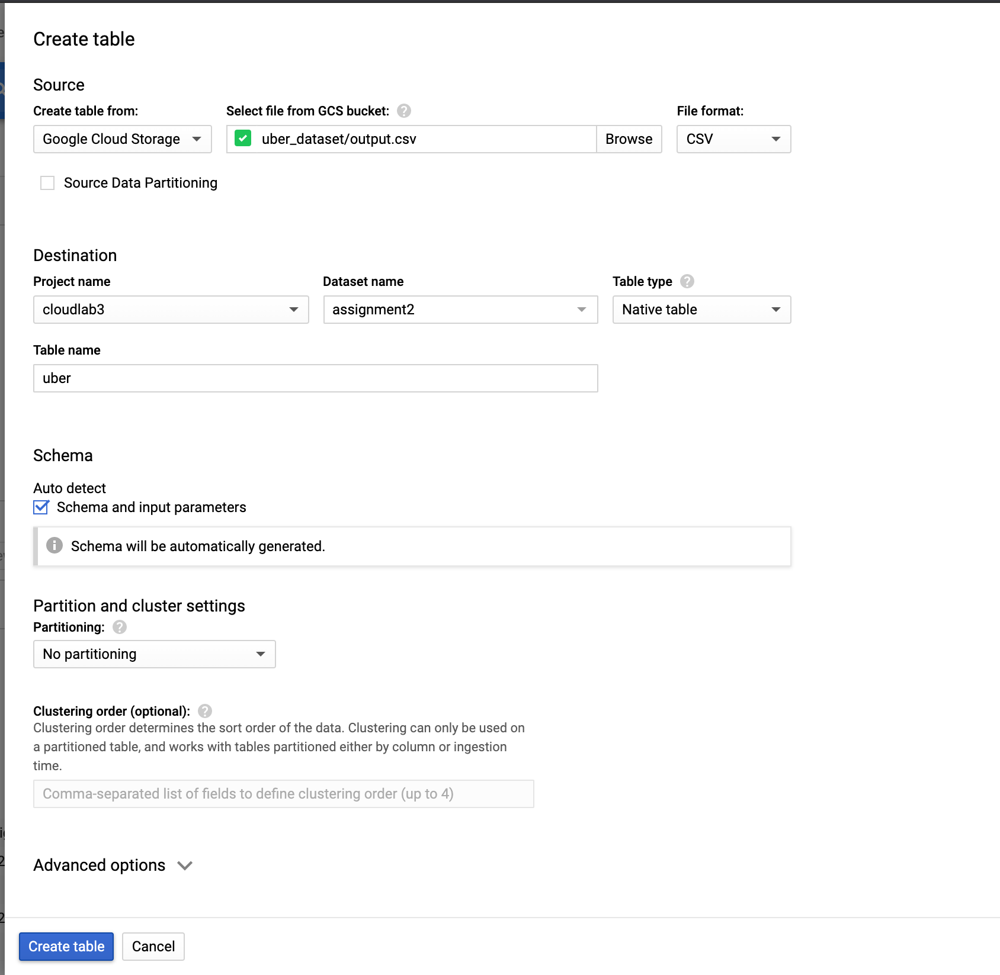 Create table
Source
Create table from:
Select file from GCS bucket:
File format:
Google Cloud Storage
uber_dataset/output.csv
Browse
CSV
Source Data Partitioning
Destination
Project name
Dataset name
Table type
cloudlab3
assignment2
Native table
Table name
uber
Schema
Auto detect
Schema and input parameters
Schema will be automatically generated.
Partition and cluster settings
Partitioning:
No partitioning
Clustering order (optional):
Clustering order determines the sort order of the data. Clustering can only be used on
a partitioned table, and works with tables partitioned either by column or ingestion
time.
Comma-separated list of fields to define clustering order (up to 4)
Advanced options
Create table
Cancel